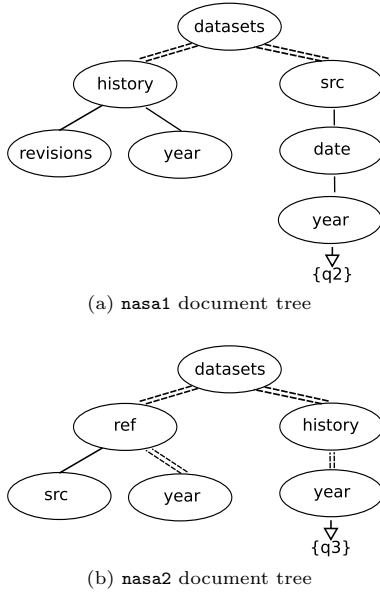 datasets
history
src
revisions
year
date
year
{q2}
(a) nasa1 document tree
datasets
ref
history
src
year
year
{q3}
(b) nasa2 document tree